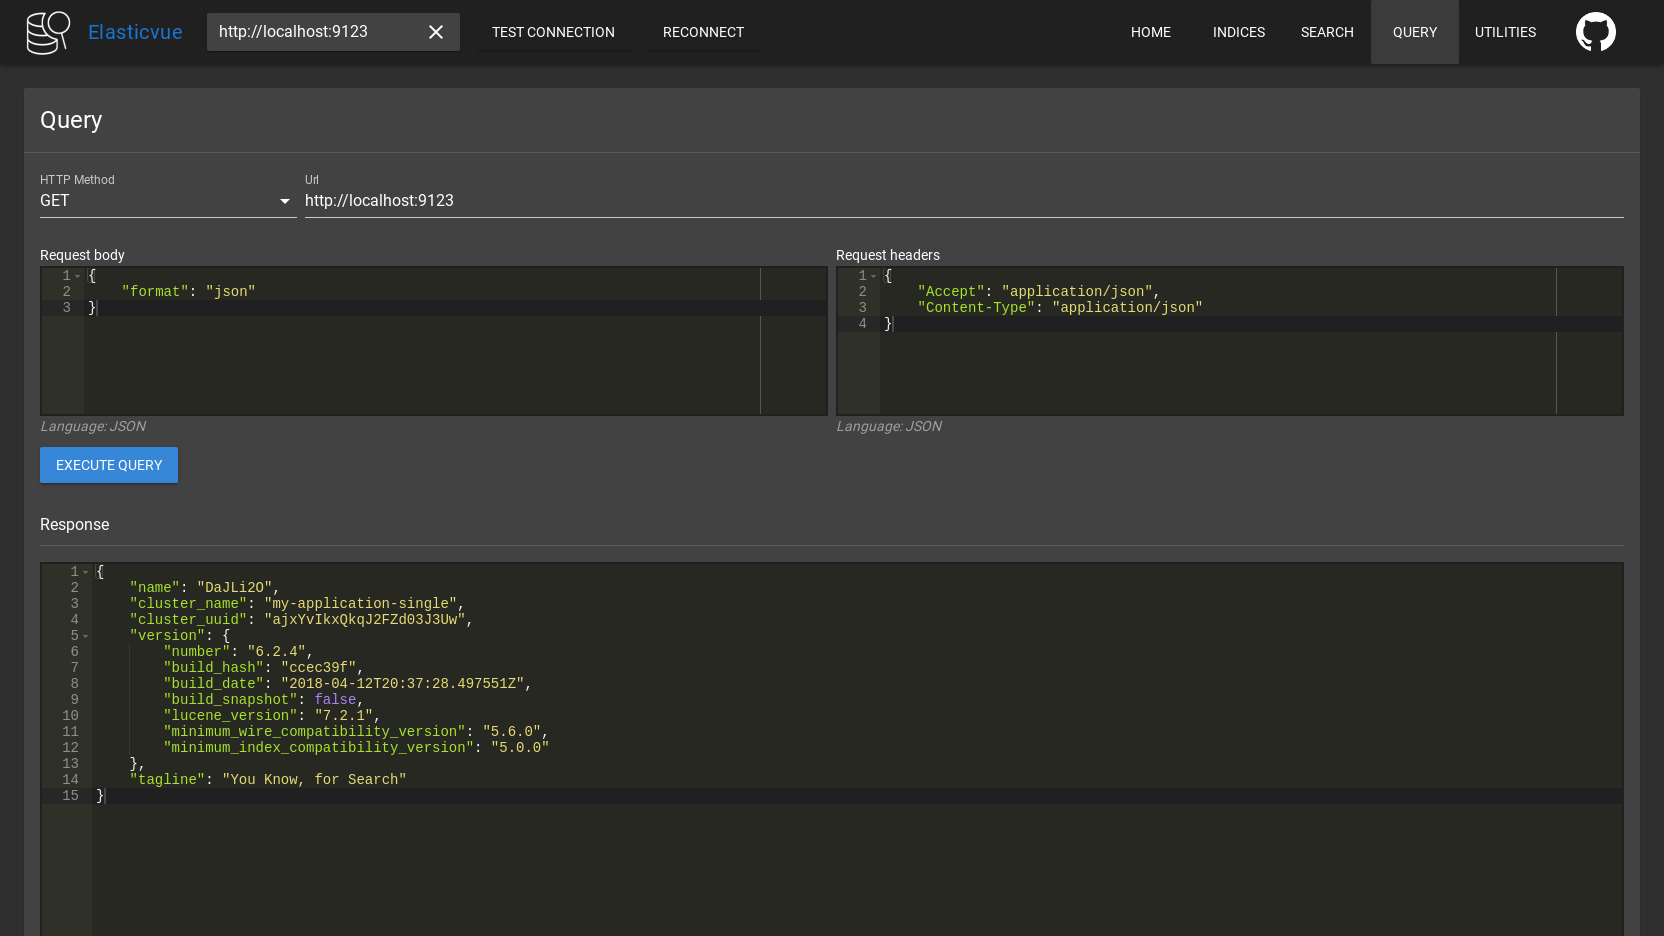 Elasticvue
http://localhost:9123
TEST CONNECTION
RECONNECT
HOME
INDICES
SEARCH
QUERY
UTILITIES
Query
HTTP Method
GET
Url
http://localhost:9123
Request body
1 {
2     "format": "json"
3 }
Language: JSON
Request headers
1 {
2     "Accept": "application/json",
3     "Content-Type": "application/json"
4 }
Language: JSON
EXECUTE QUERY
Response
1 {
2     "name": "DaJLi2O",
3     "cluster_name": "my-application-single",
4     "cluster_uuid": "ajxYvIkxQkqJ2FZd03J3Uw",
5     "version": {
6         "number": "6.2.4",
7         "build_hash": "ccec39f",
8         "build_date": "2018-04-12T20:37:28.497551Z",
9         "build_snapshot": false,
10         "lucene_version": "7.2.1",
11         "minimum_wire_compatibility_version": "5.6.0",
12         "minimum_index_compatibility_version": "5.0.0"
13     },
14     "tagline": "You Know, for Search"
15 }